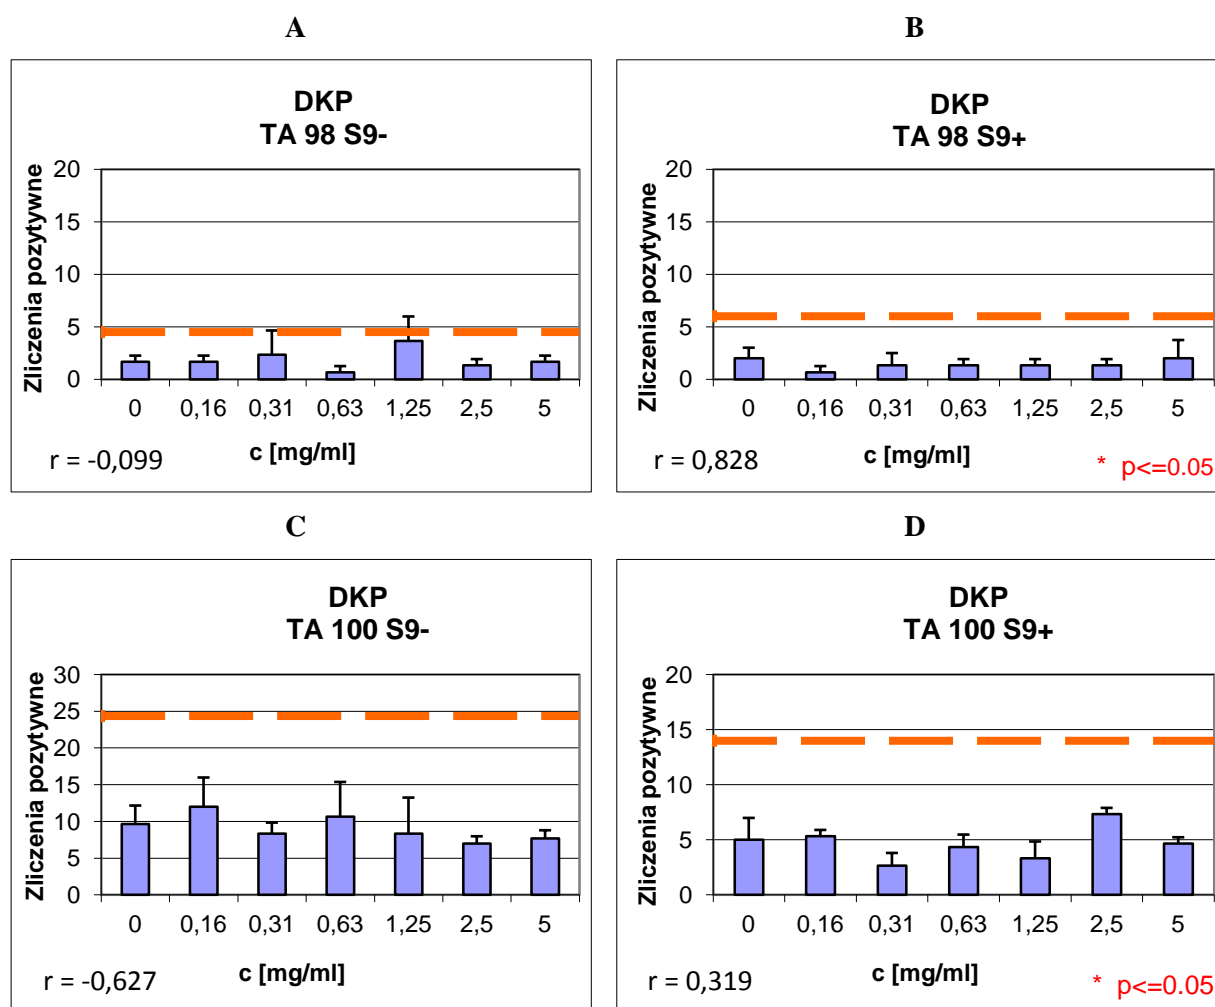 A
DKP
TA 98 S9-
Zliczenia pozytywne
20
15
10
5
0
0 0,16 0,31 0,63 1,25 2,5 5
c [mg/ml]
r = -0,099
B
DKP
TA 98 S9+
Zliczenia pozytywne
20
15
10
5
0
0 0,16 0,31 0,63 1,25 2,5 5
c [mg/ml]
r = 0,828
* p<=0.05
C
DKP
TA 100 S9-
Zliczenia pozytywne
30
25
20
15
10
5
0
0 0,16 0,31 0,63 1,25 2,5 5
c [mg/ml]
r = -0,627
D
DKP
TA 100 S9+
Zliczenia pozytywne
20
15
10
5
0
0 0,16 0,31 0,63 1,25 2,5 5
c [mg/ml]
r = 0,319
* p<=0.05